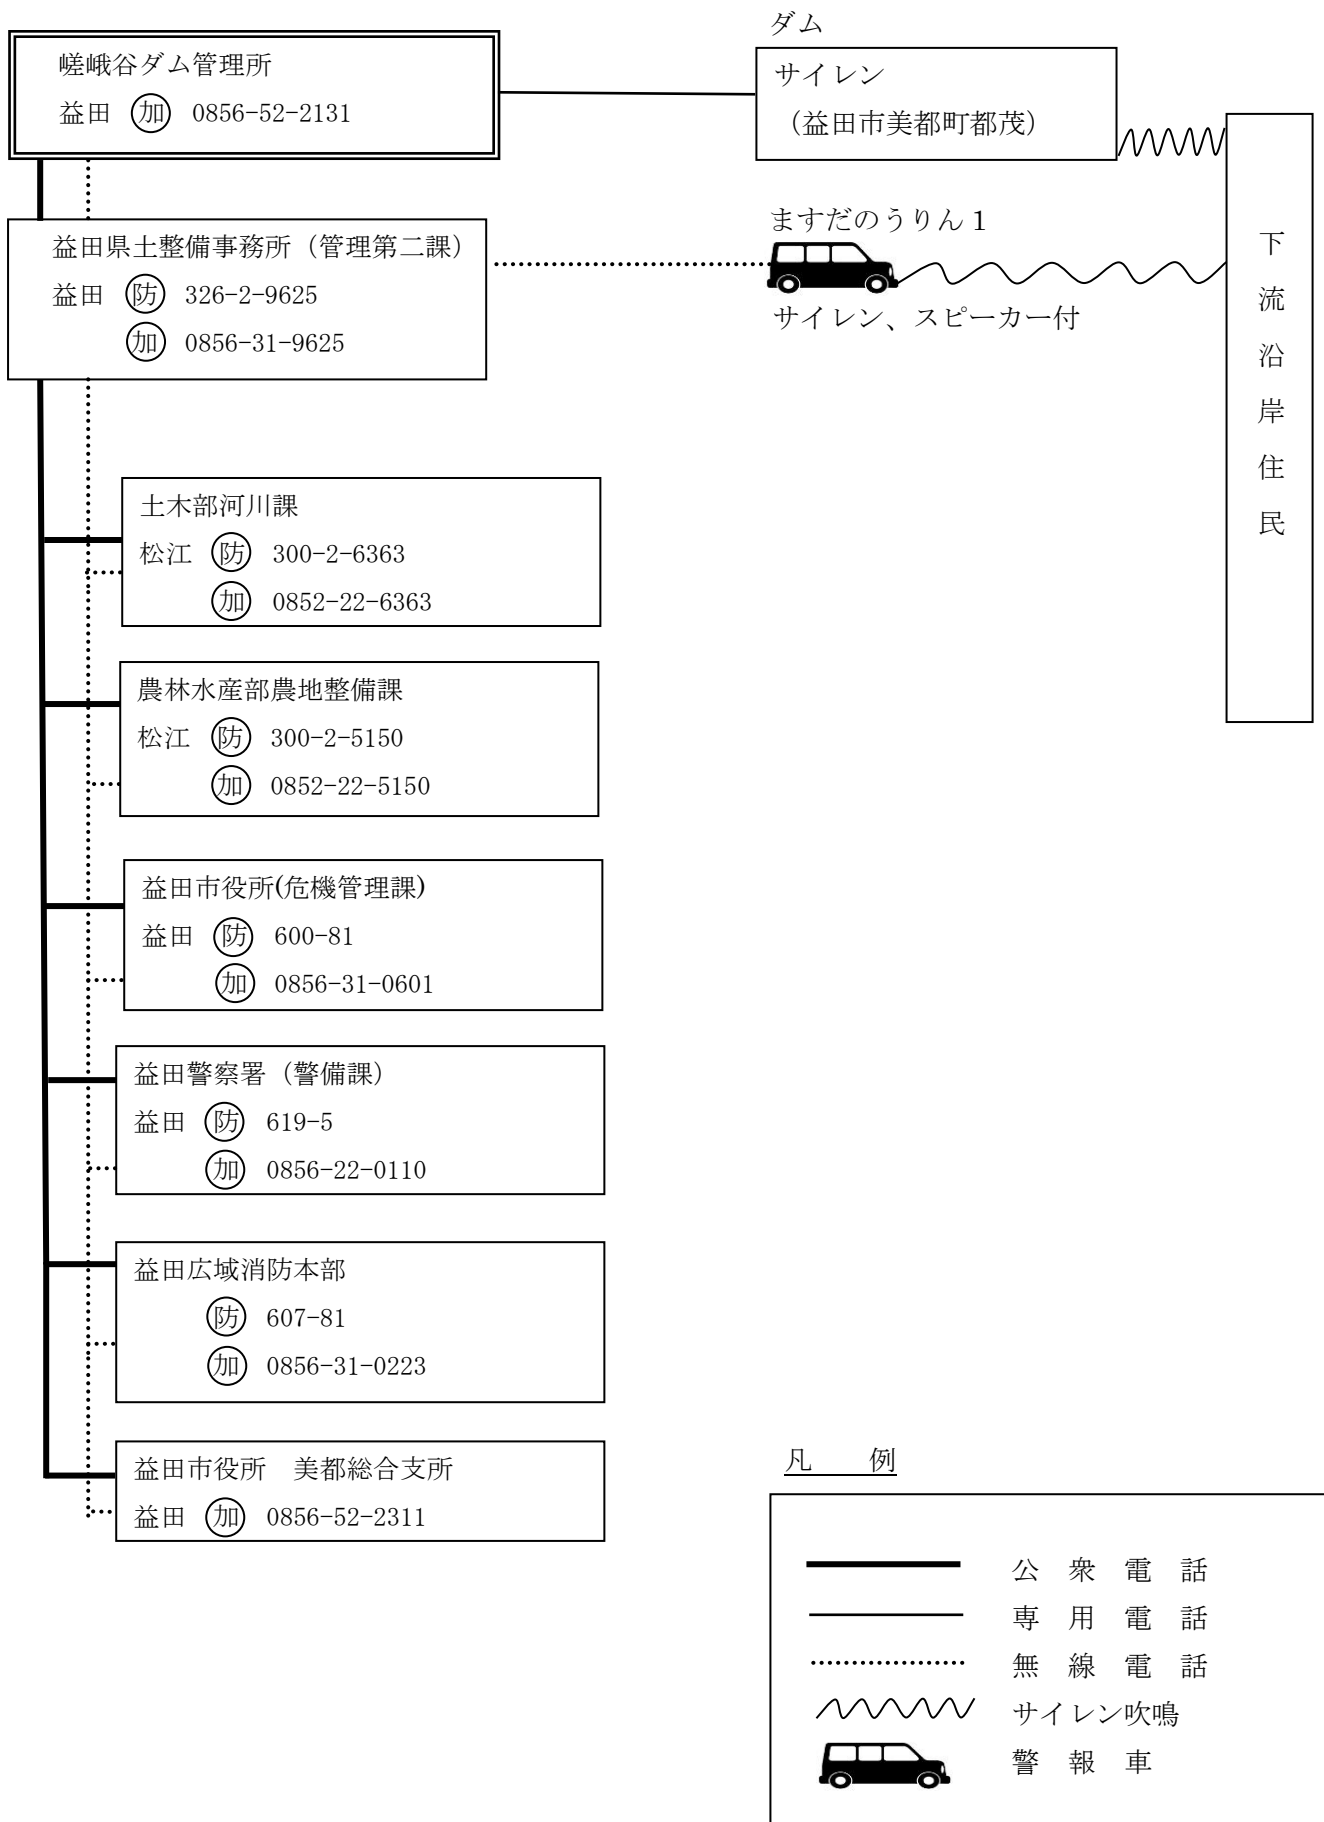 嵯峨谷ダム管理所
益田 加 0856-52-2131
ダム
サイレン
（益田市美都町都茂）
益田県土整備事務所（管理第二課）
益田 防 326-2-9625
加 0856-31-9625
ますだのうりん１
サイレン、スピーカー付
下流沿岸住民
土木部河川課
松江 防 300-2-6363
加 0852-22-6363
農林水産部農地整備課
松江 防 300-2-5150
加 0852-22-5150
益田市役所(危機管理課)
益田 防 600-81
加 0856-31-0601
益田警察署（警備課）
益田 防 619-5
加 0856-22-0110
益田広域消防本部
防 607-81
加 0856-31-0223
益田市役所　美都総合支所
益田 加 0856-52-2311
凡　例
公衆電話
専用電話
無線電話
サイレン吹鳴
警報車